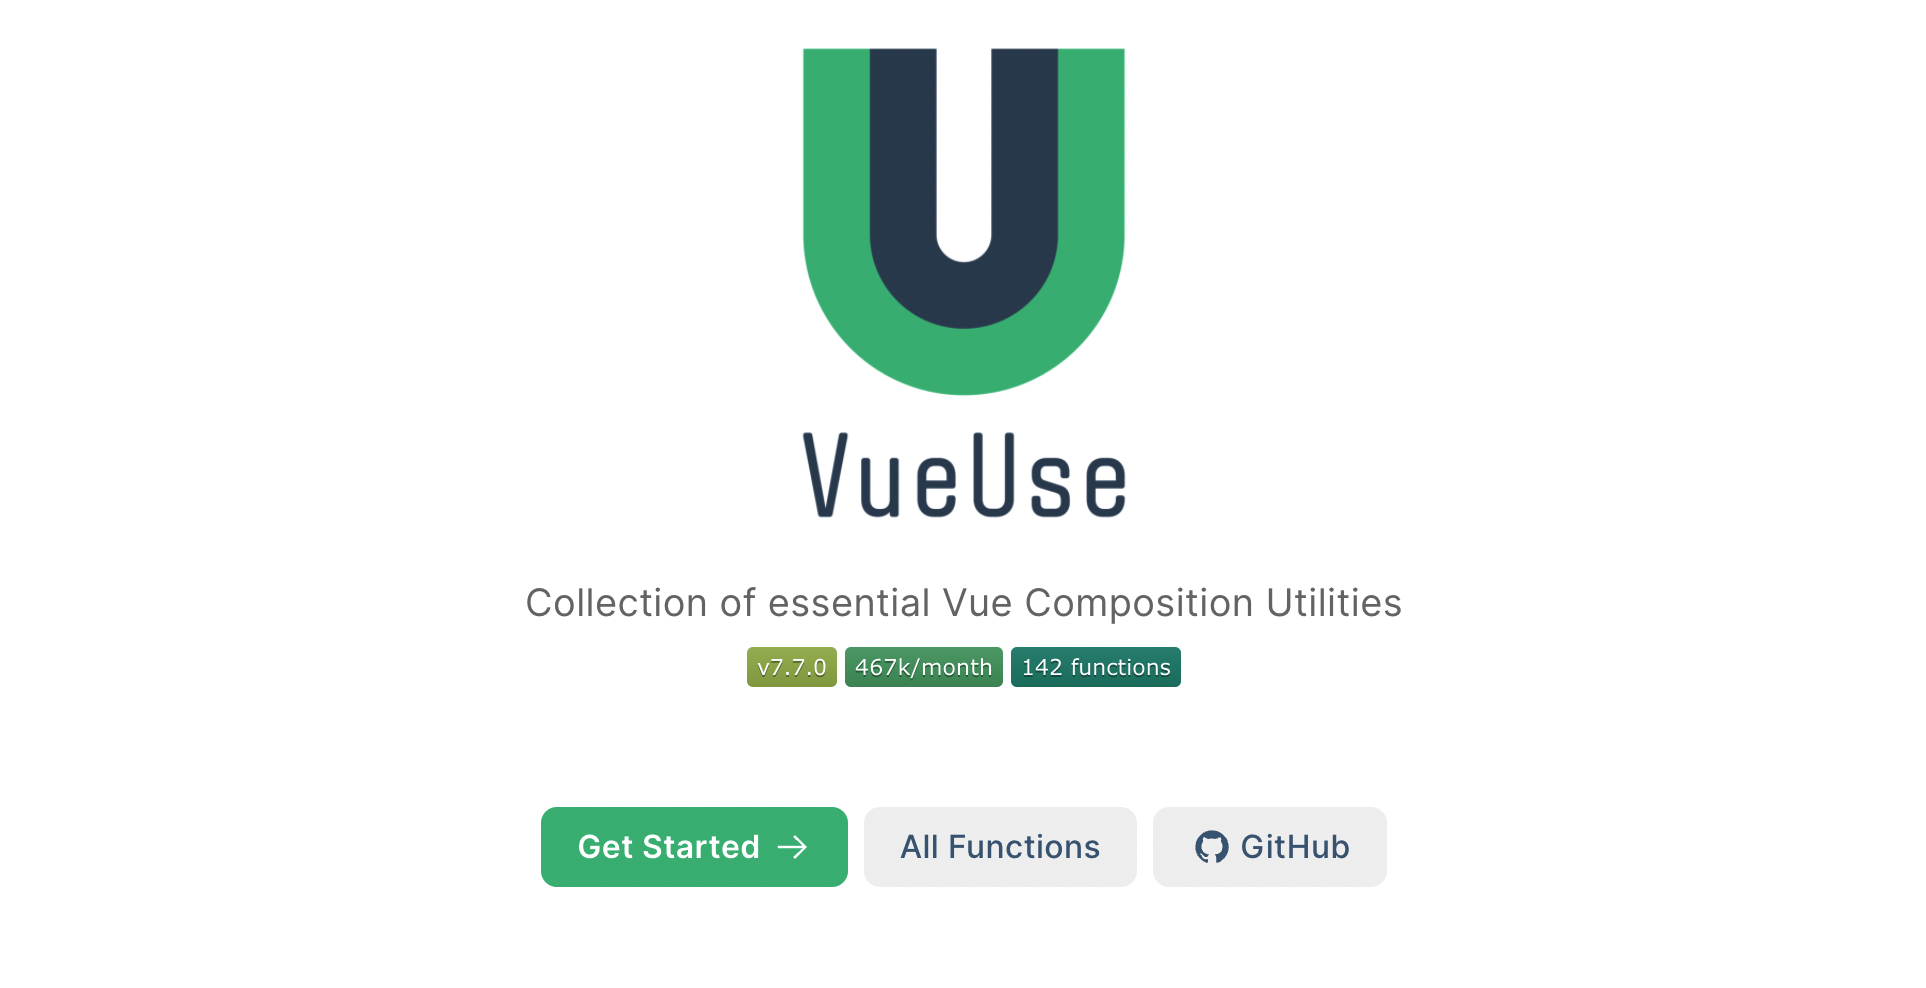 VueUse
Collection of essential Vue Composition Utilities
v7.7.0 467k/month 142 functions
Get Started → All Functions GitHub